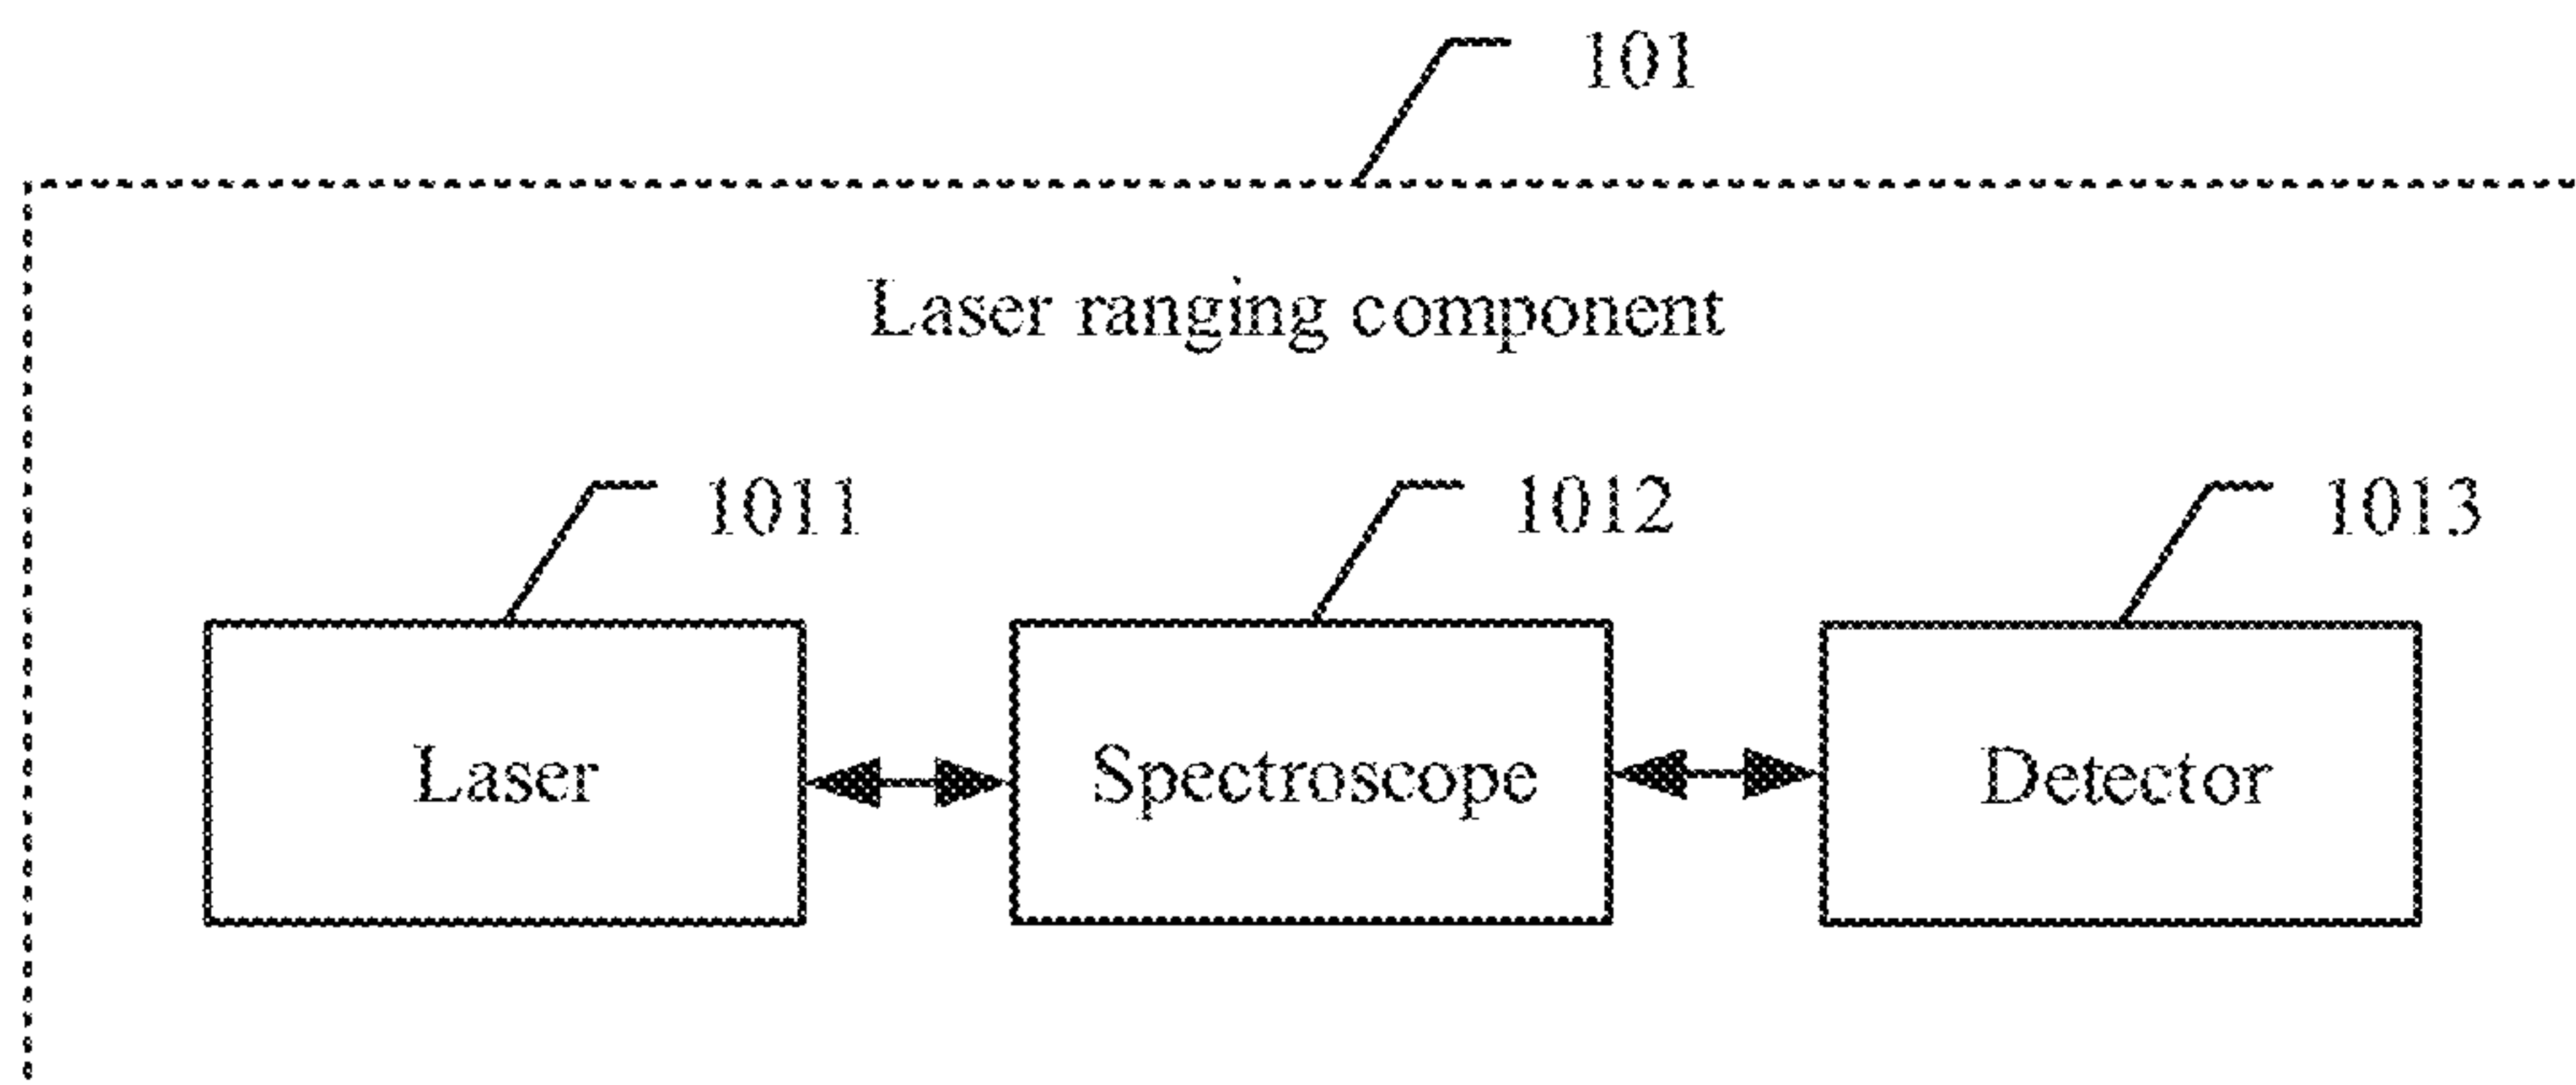 101
Laser ranging component
1011 1012 1013
Laser Spectroscope Detector